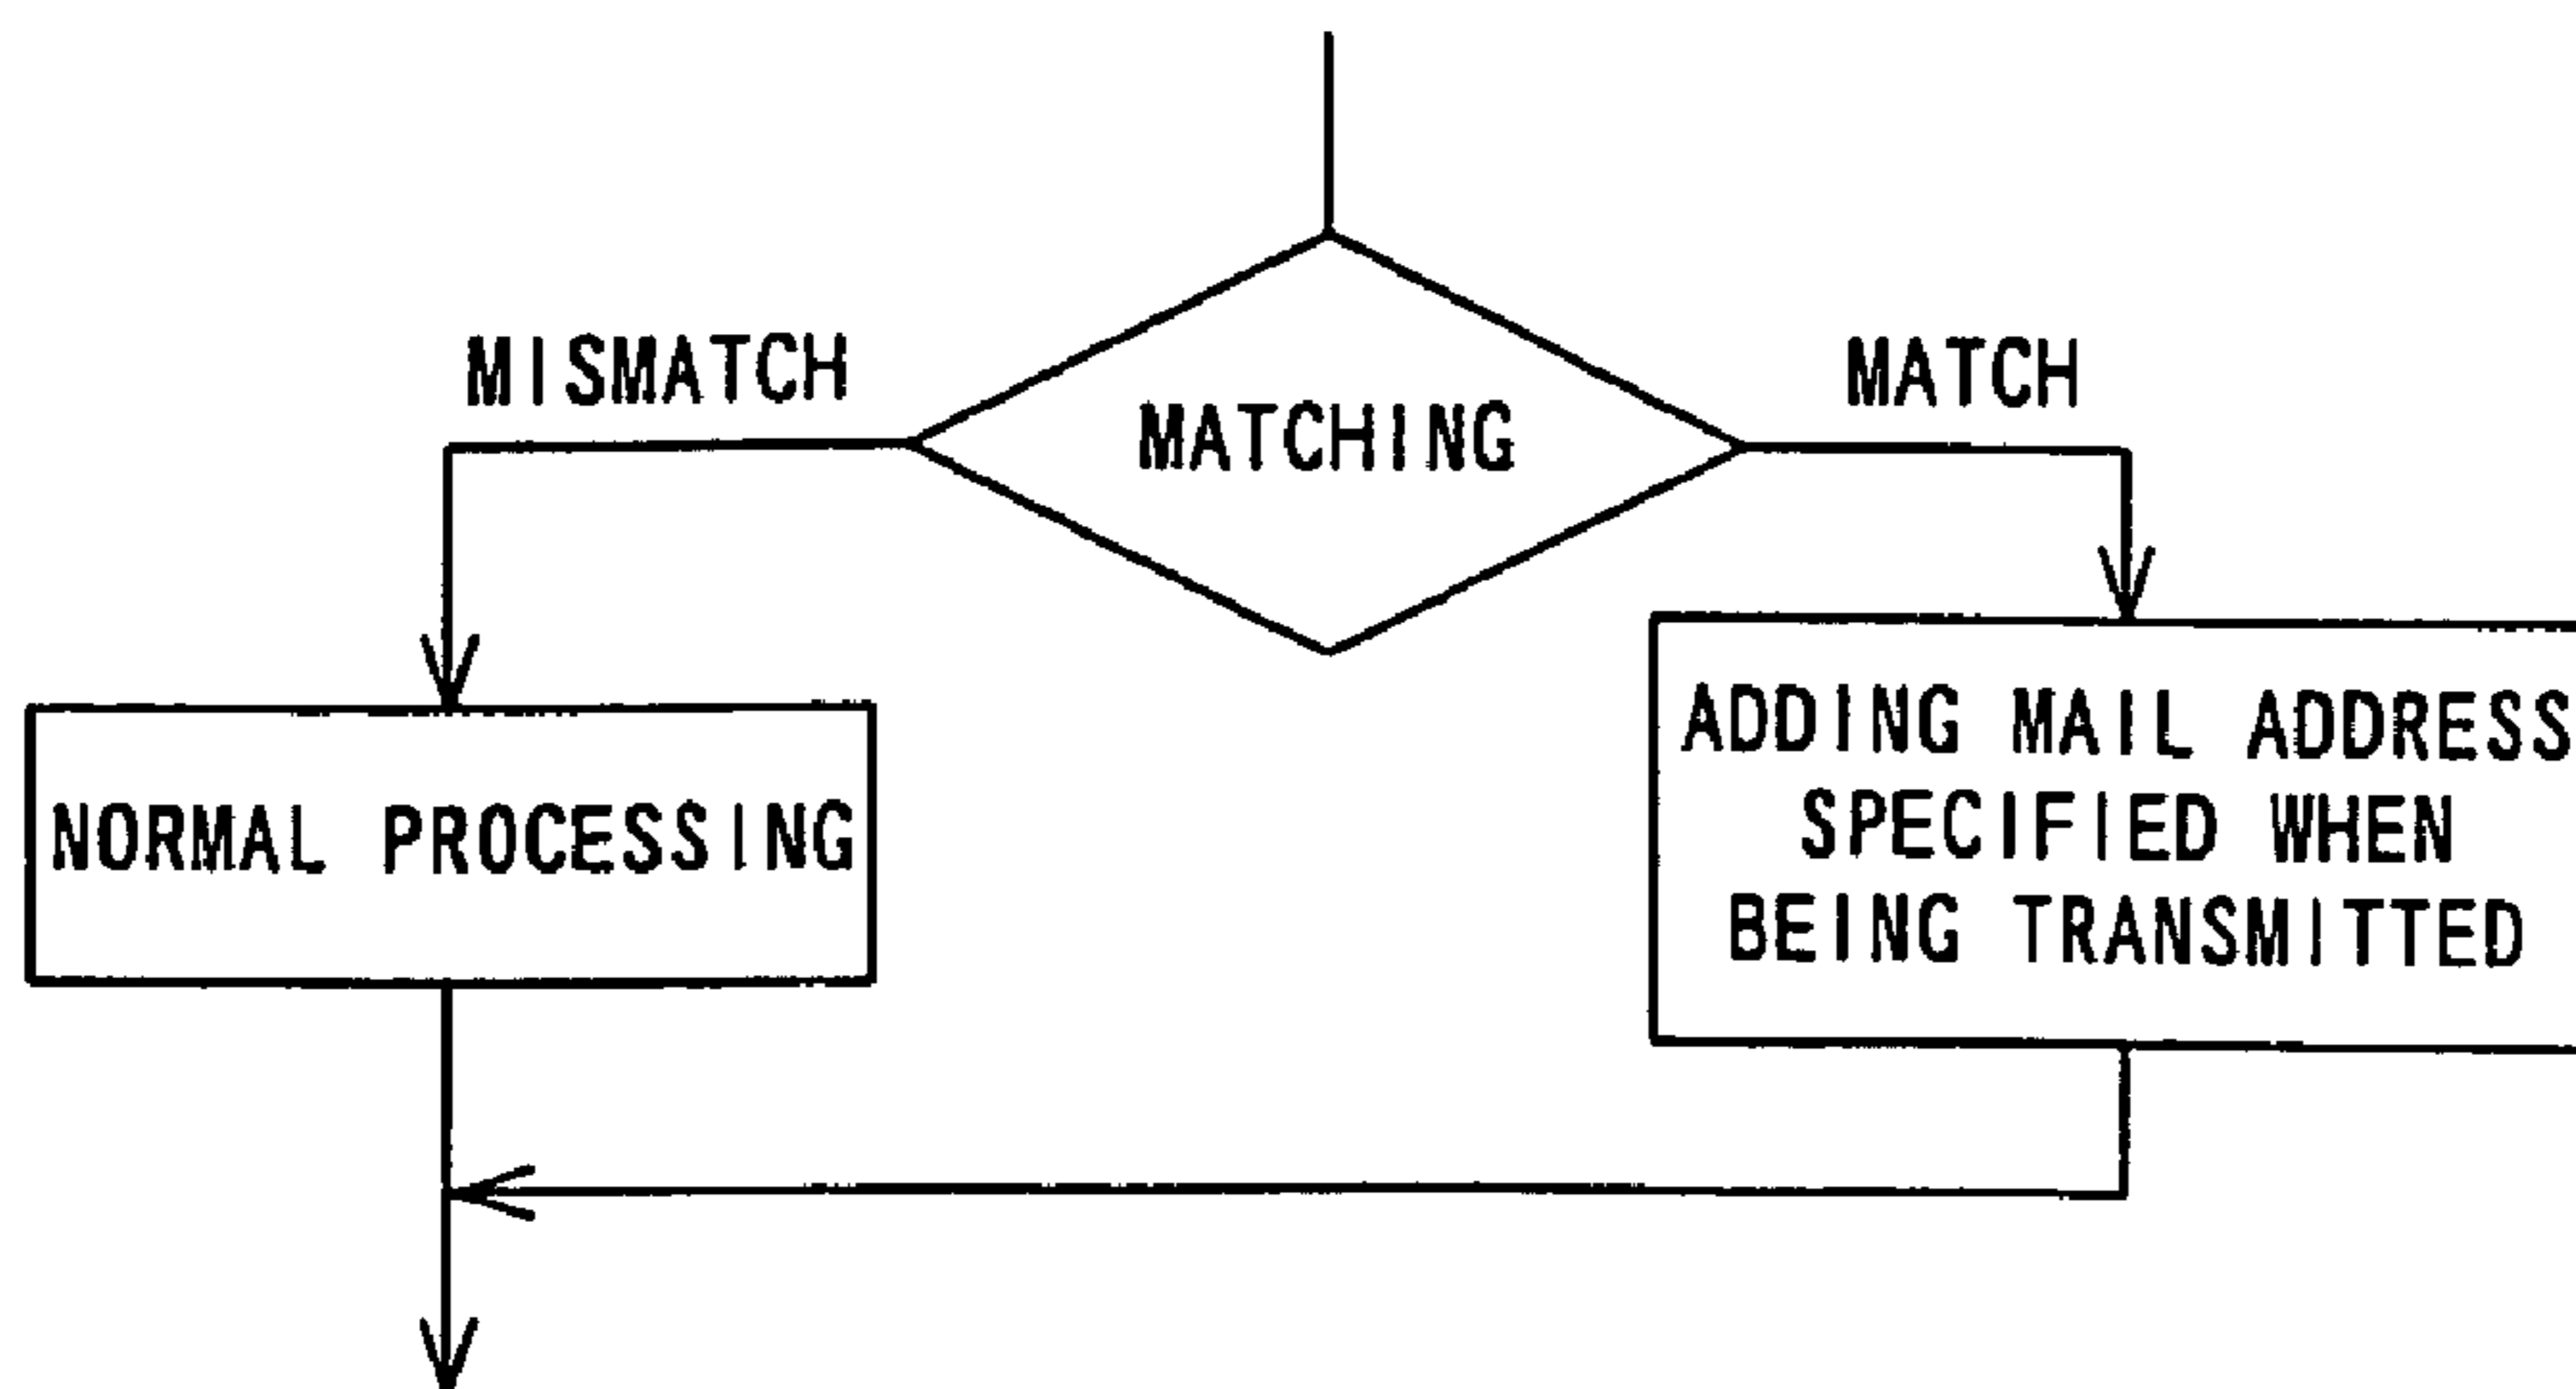 MISMATCH
MATCH
MATCHING
ADDING MAIL ADDRESS
SPECIFIED WHEN
BEING TRANSMITTED
NORMAL PROCESSING